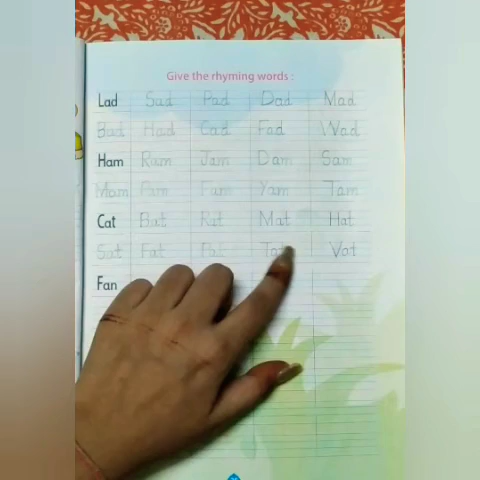 Give the rhyming words :
Lad Sad Pad Dad Mad
Bad Had Cad Fad Wad
Ham Ram Jam Dam Sam
Mam Yam Tam
Cat Bat Rat Mat Hat
Sat Fat Vat
Fan